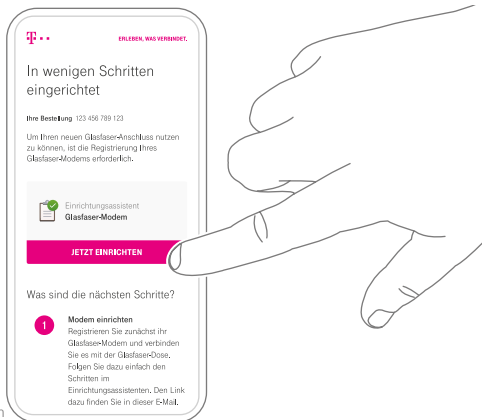 T
ERLEBEN, WAS VERBINDET.
In wenigen Schritten
eingerichtet
Ihre Bestellung 123 456 789 123
Um Ihren neuen Glasfaser-Anschluss nutzen
zu können, ist die Registrierung Ihres
Glasfaser-Modems erforderlich.
Einrichtungsassistent
Glasfaser-Modem
JETZT EINRICHTEN
Was sind die nächsten Schritte?
1
Modem einrichten
Registrieren Sie zunächst ihr
Glasfaser-Modem und verbinden
Sie es mit der Glasfaser-Dose.
Folgen Sie dazu einfach den
Schritten im
Einrichtungsassistenten. Den Link
dazu finden Sie in dieser E-Mail.